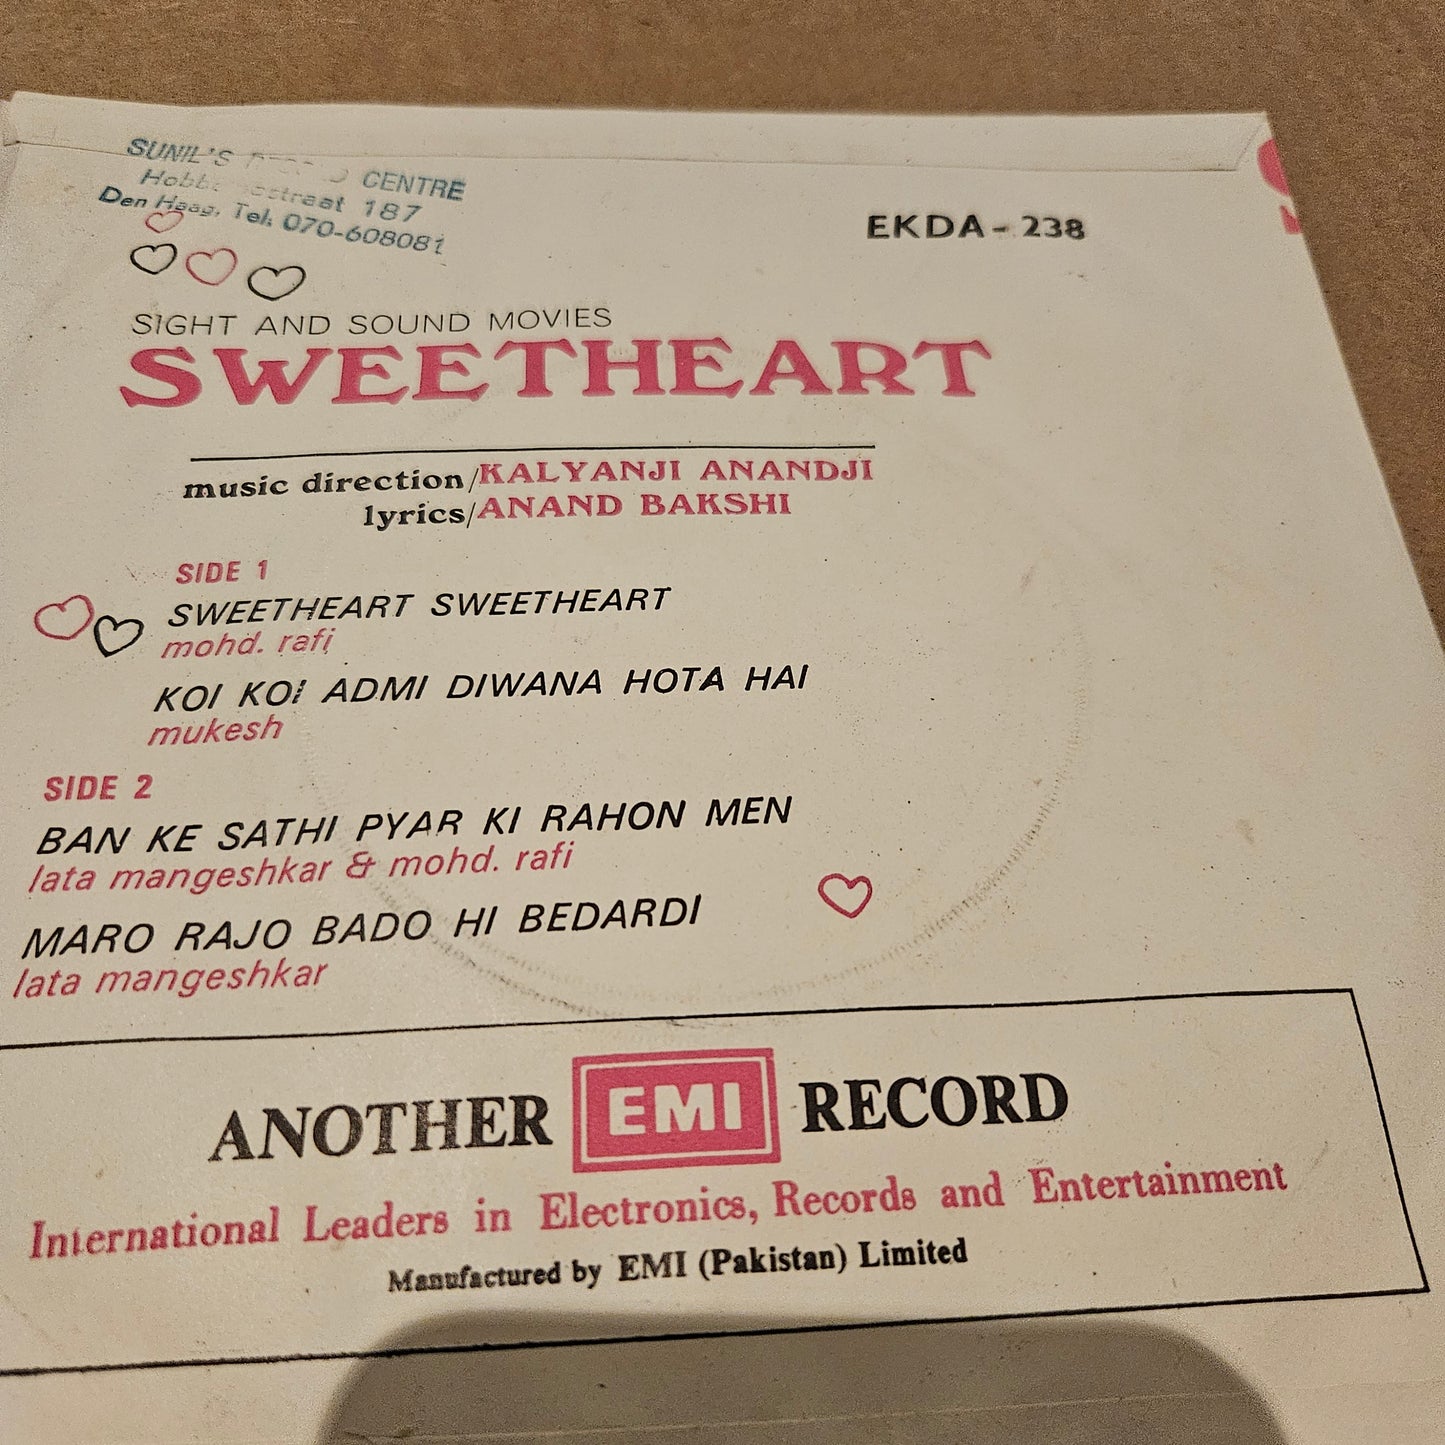 SUNIL'S CENTRE
187
Den Haag, Tel. 070-608081
EKDA-238
SIGHT AND SOUND MOVIES
SWEETHEART
music direction/KALYANJI ANANDJI
lyrics/ANAND BAKSHI
SIDE 1
SWEETHEART SWEETHEART
mohd. rafi
KOI KOI ADMI DIWANA HOTA HAI
mukesh
SIDE 2
BAN KE SATHI PYAR KI RAHON MEN
lata mangeshkar & mohd. rafi
MARO RAJO BADO HI BEDARDI
lata mangeshkar
ANOTHER EMI RECORD
International Leaders in Electronics, Records and Entertainment
Manufactured by EMI (Pakistan) Limited